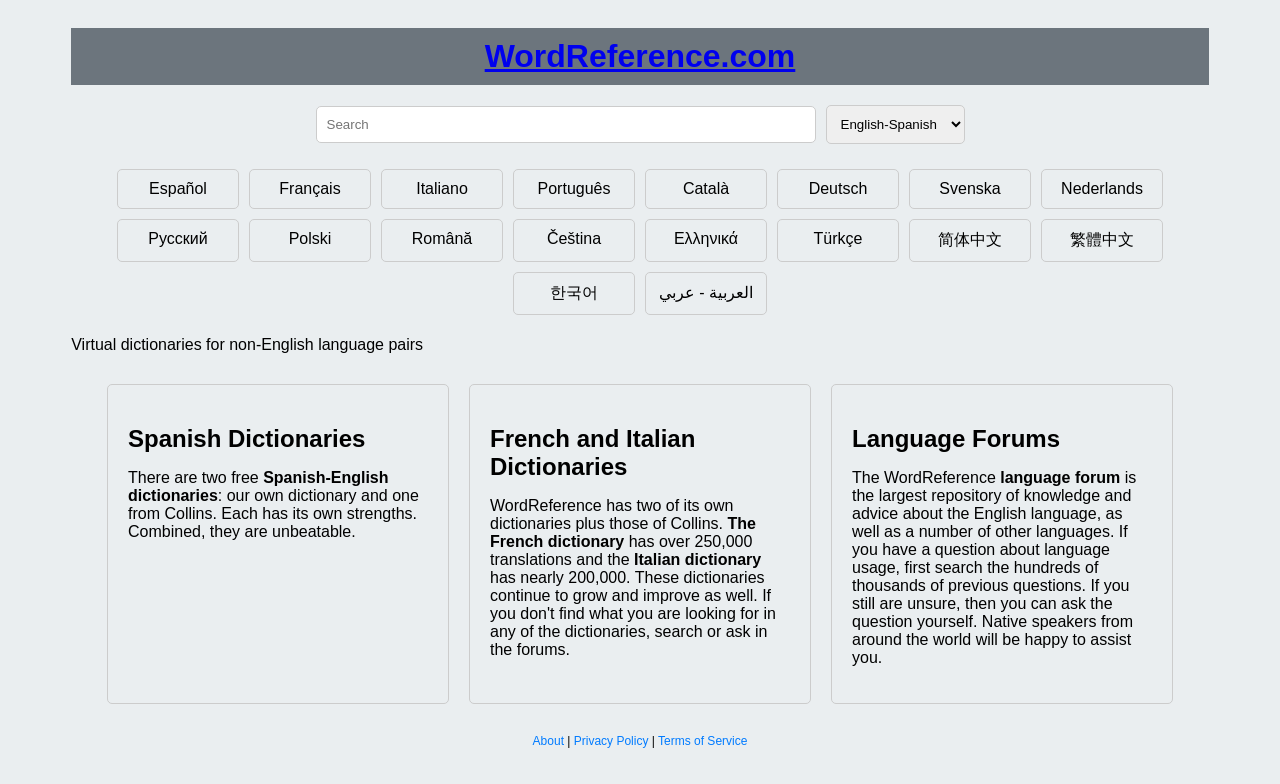 WordReference.com
Search
English-Spanish
Español
Français
Italiano
Português
Català
Deutsch
Svenska
Nederlands
Русский
Polski
Română
Čeština
Ελληνικά
Türkçe
简体中文
繁體中文
한국어
العربية - عربي
Virtual dictionaries for non-English language pairs
Spanish Dictionaries
There are two free Spanish-English
dictionaries: our own dictionary and one
from Collins. Each has its own strengths.
Combined, they are unbeatable.
French and Italian
Dictionaries
WordReference has two of its own
dictionaries plus those of Collins. The
French dictionary has over 250,000
translations and the Italian dictionary
has nearly 200,000. These dictionaries
continue to grow and improve as well. If
you don't find what you are looking for in
any of the dictionaries, search or ask in
the forums.
Language Forums
The WordReference language forum is
the largest repository of knowledge and
advice about the English language, as
well as a number of other languages. If
you have a question about language
usage, first search the hundreds of
thousands of previous questions. If you
still are unsure, then you can ask the
question yourself. Native speakers from
around the world will be happy to assist
you.
About | Privacy Policy | Terms of Service